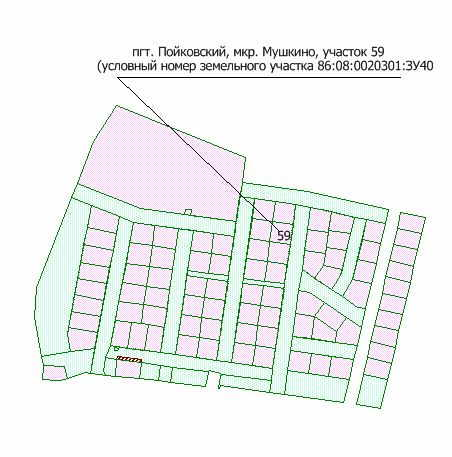 пгт. Пойковский, мкр. Мушкино, участок 59
(условный номер земельного участка 86:08:0020301:ЗУ40
59